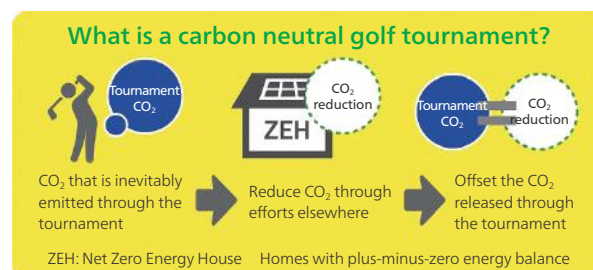 What is a carbon neutral golf tournament?
Tournament
CO₂
CO₂
reduction
ZEH
Tournament
CO₂
CO₂
reduction
CO₂ that is inevitably
emitted through the
tournament
Reduce CO₂ through
efforts elsewhere
Offset the CO₂
released through
the tournament
ZEH: Net Zero Energy House Homes with plus-minus-zero energy balance